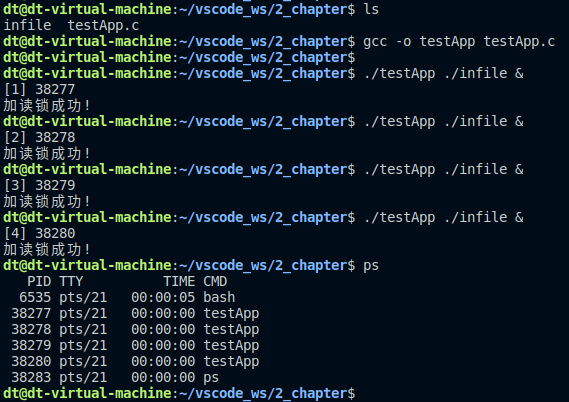 dt@dt-virtual-machine:~/vscode_ws/2_chapter$ ls
infile  testApp.c
dt@dt-virtual-machine:~/vscode_ws/2_chapter$ gcc -o testApp testApp.c
dt@dt-virtual-machine:~/vscode_ws/2_chapter$
dt@dt-virtual-machine:~/vscode_ws/2_chapter$ ./testApp ./infile &
[1] 38277
加读锁成功!
dt@dt-virtual-machine:~/vscode_ws/2_chapter$ ./testApp ./infile &
[2] 38278
加读锁成功!
dt@dt-virtual-machine:~/vscode_ws/2_chapter$ ./testApp ./infile &
[3] 38279
加读锁成功!
dt@dt-virtual-machine:~/vscode_ws/2_chapter$ ./testApp ./infile &
[4] 38280
加读锁成功!
dt@dt-virtual-machine:~/vscode_ws/2_chapter$ ps
   PID TTY          TIME CMD
  6535 pts/21   00:00:05 bash
 38277 pts/21   00:00:00 testApp
 38278 pts/21   00:00:00 testApp
 38279 pts/21   00:00:00 testApp
 38280 pts/21   00:00:00 testApp
 38283 pts/21   00:00:00 ps
dt@dt-virtual-machine:~/vscode_ws/2_chapter$